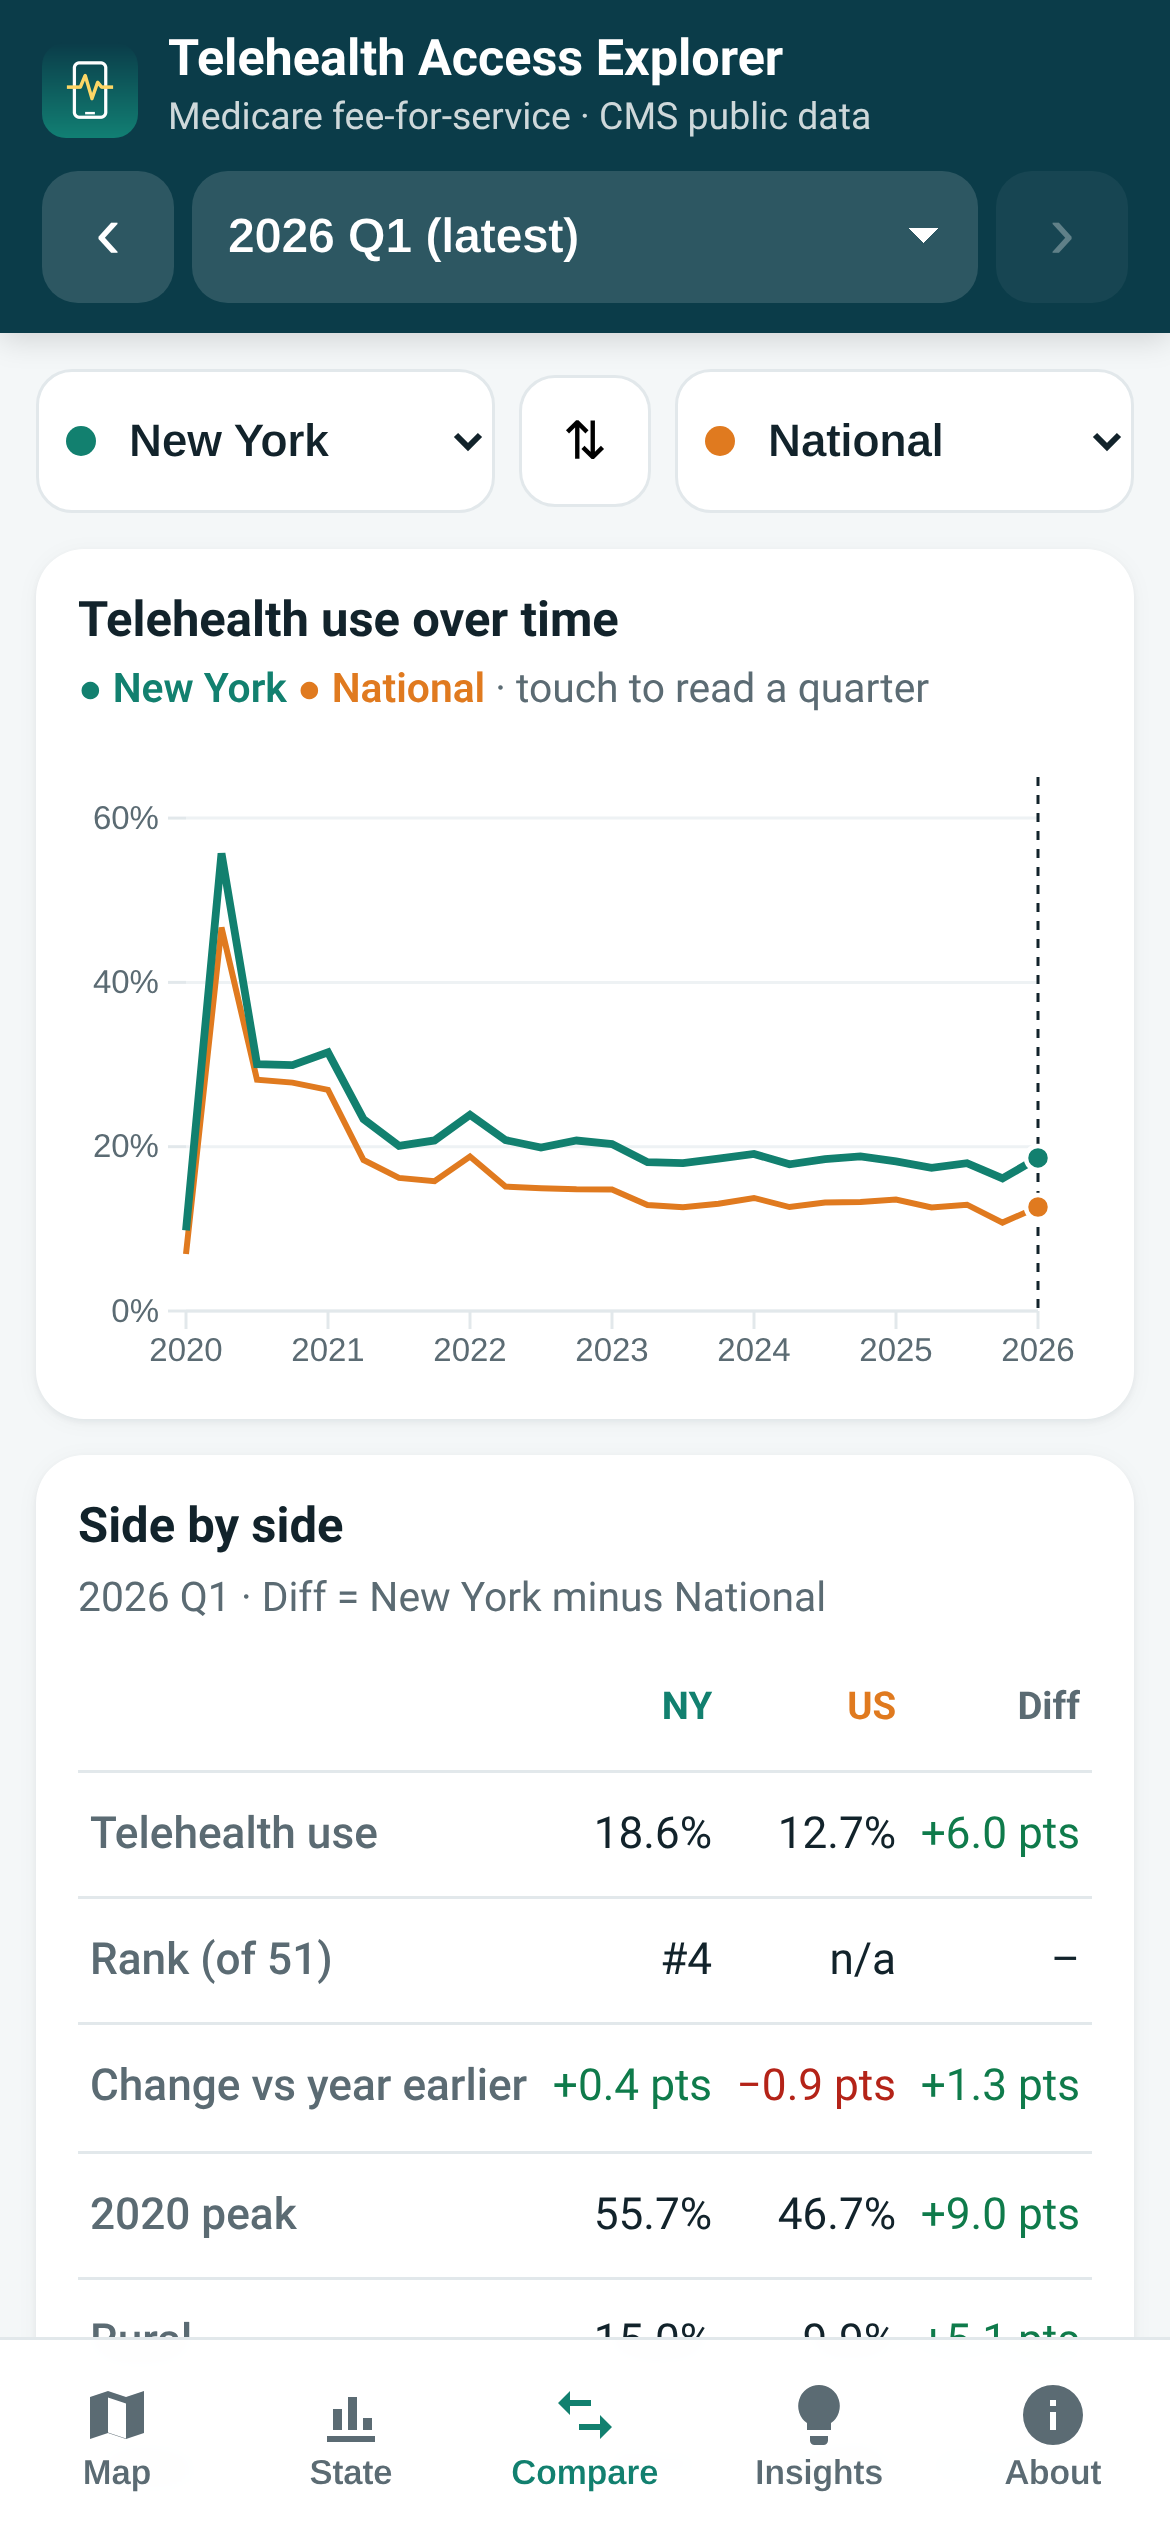 Telehealth Access Explorer
Medicare fee-for-service · CMS public data
‹ 2026 Q1 (latest) ›
New York ⇅ National
Telehealth use over time
● New York ● National · touch to read a quarter
60%
40%
20%
0%
2020 2021 2022 2023 2024 2025 2026
Side by side
2026 Q1 · Diff = New York minus National
NY US Diff
Telehealth use 18.6% 12.7% +6.0 pts
Rank (of 51) #4 n/a –
Change vs year earlier +0.4 pts −0.9 pts +1.3 pts
2020 peak 55.7% 46.7% +9.0 pts
Rural
Map State Compare Insights About